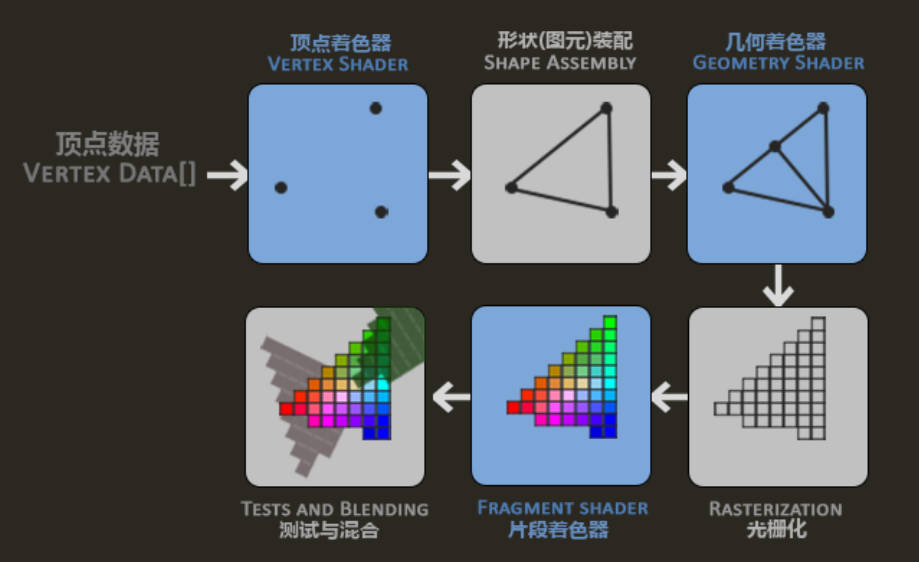 顶点着色器
VERTEX SHADER
形状(图元)装配
SHAPE ASSEMBLY
几何着色器
GEOMETRY SHADER
顶点数据
VERTEX DATA[]
TESTS AND BLENDING
测试与混合
FRAGMENT SHADER
片段着色器
RASTERIZATION
光栅化